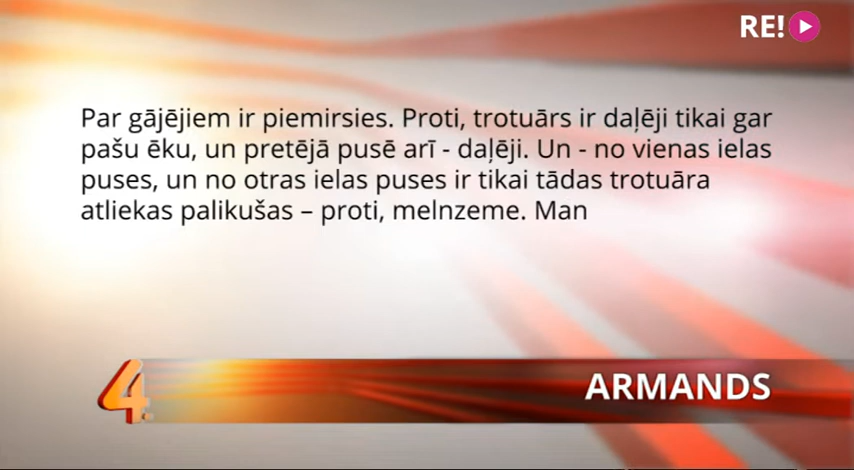 RE!
Par gājējiem ir piemirsies. Proti, trotuārs ir daļēji tikai gar
pašu ēku, un pretējā pusē arī - daļēji. Un - no vienas ielas
puses, un no otras ielas puses ir tikai tādas trotuāra
atliekas palikušas – proti, melnzeme. Man
4.
ARMANDS